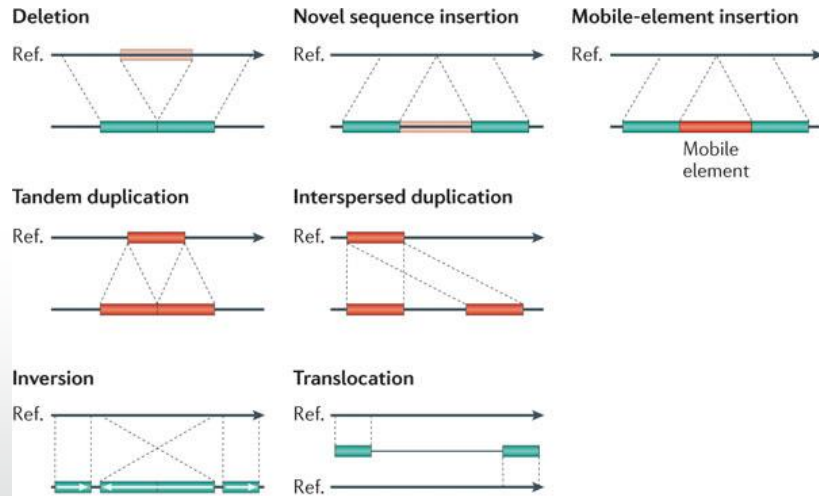 Deletion
Ref.
Novel sequence insertion
Ref.
Mobile-element insertion
Ref.
Mobile
element
Tandem duplication
Ref.
Interspersed duplication
Ref.
Inversion
Ref.
Translocation
Ref.
Ref.